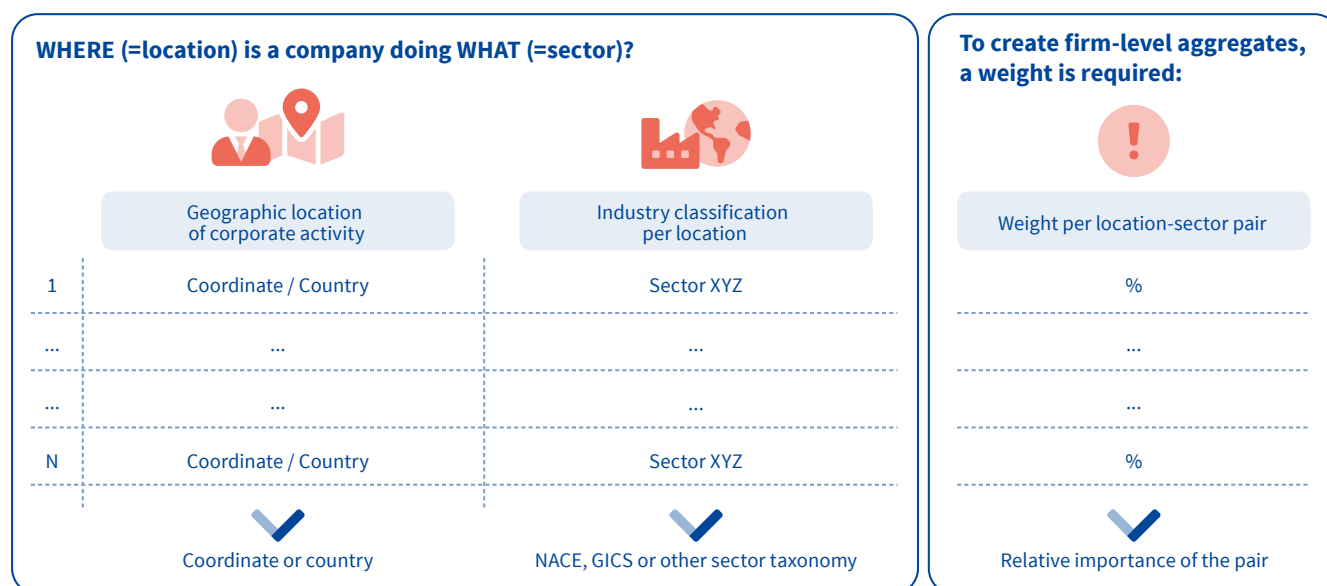 WHERE (=location) is a company doing WHAT (=sector)?
To create firm-level aggregates,
a weight is required:
Geographic location
of corporate activity
Industry classification
per location
Weight per location-sector pair
1 Coordinate / Country Sector XYZ %
... ... ... ...
... ... ... ...
N Coordinate / Country Sector XYZ %
Coordinate or country
NACE, GICS or other sector taxonomy
Relative importance of the pair